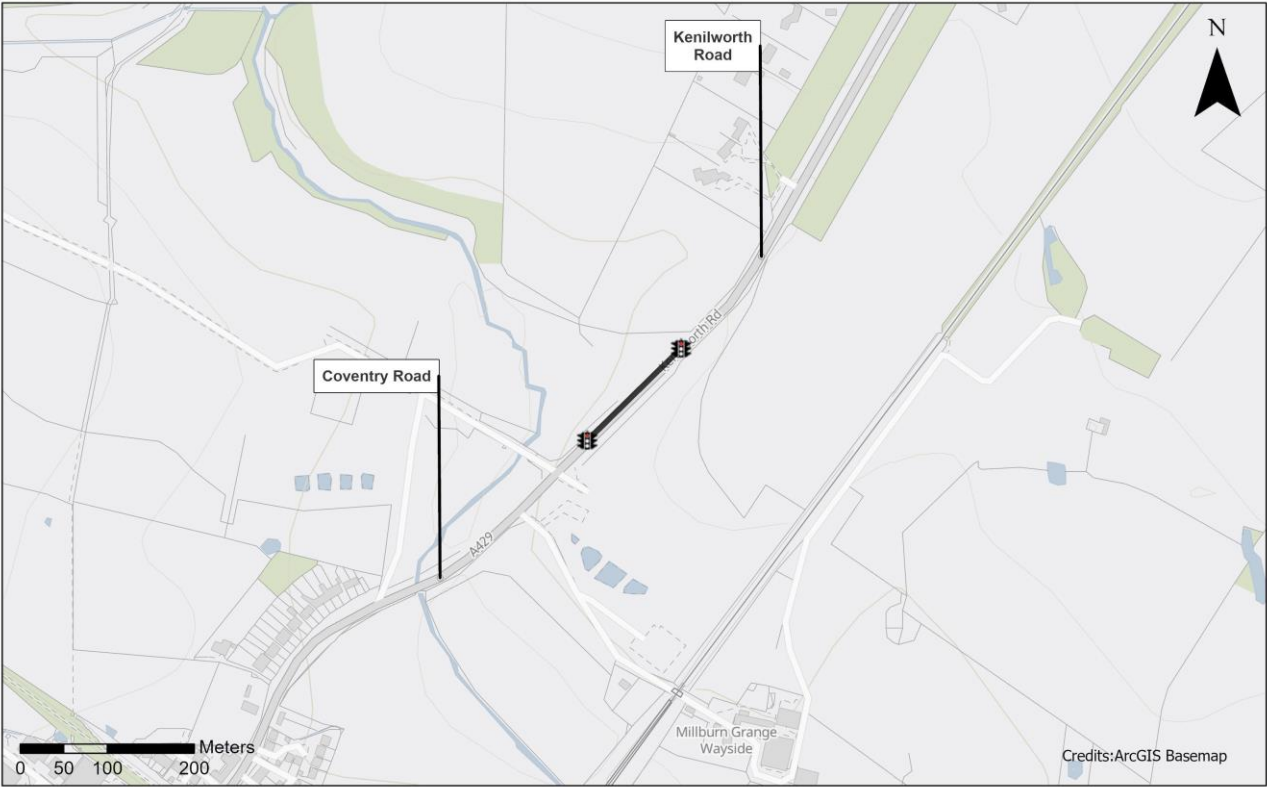 Kenilworth
Road
N
Coventry Road
A429
Millburn Grange
Wayside
Meters
0 50 100 200
Credits:ArcGIS Basemap